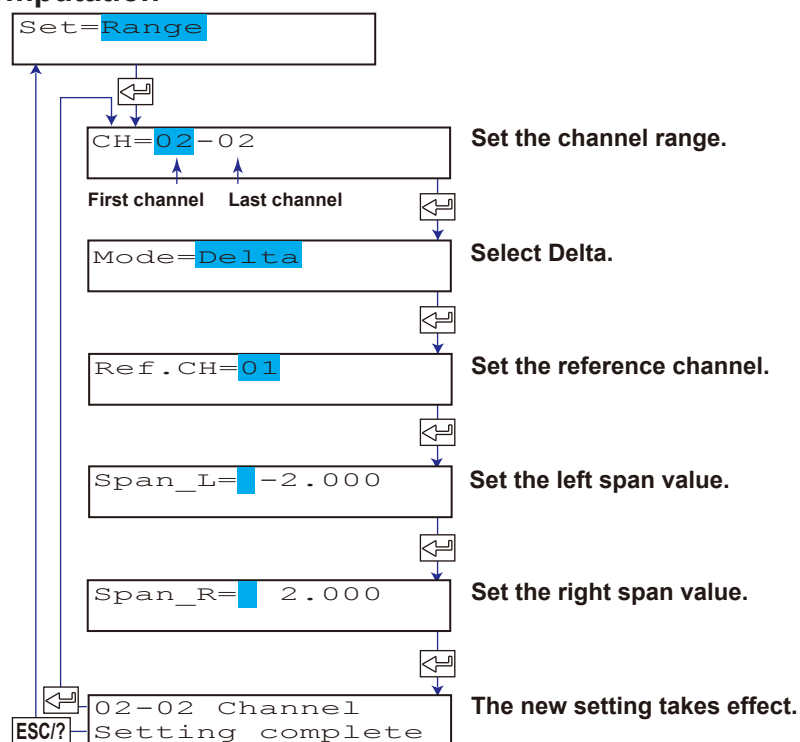 Set=Range
CH=02-02
Set the channel range.
First channel Last channel
Mode=Delta
Select Delta.
Ref.CH=01
Set the reference channel.
Span_L= -2.000
Set the left span value.
Span_R= 2.000
Set the right span value.
02-02 Channel
The new setting takes effect.
ESC/?
Setting complete